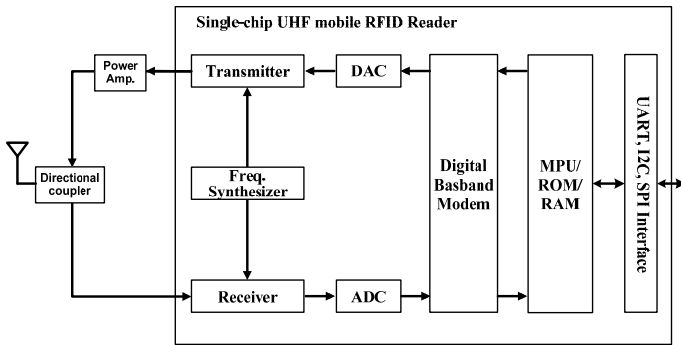 Single-chip UHF mobile RFID Reader
Power
Amp.
Transmitter
DAC
Directional
coupler
Freq.
Synthesizer
Digital
Basband
Modem
MPU/
ROM/
RAM
UART, I2C, SPI Interface
Receiver
ADC